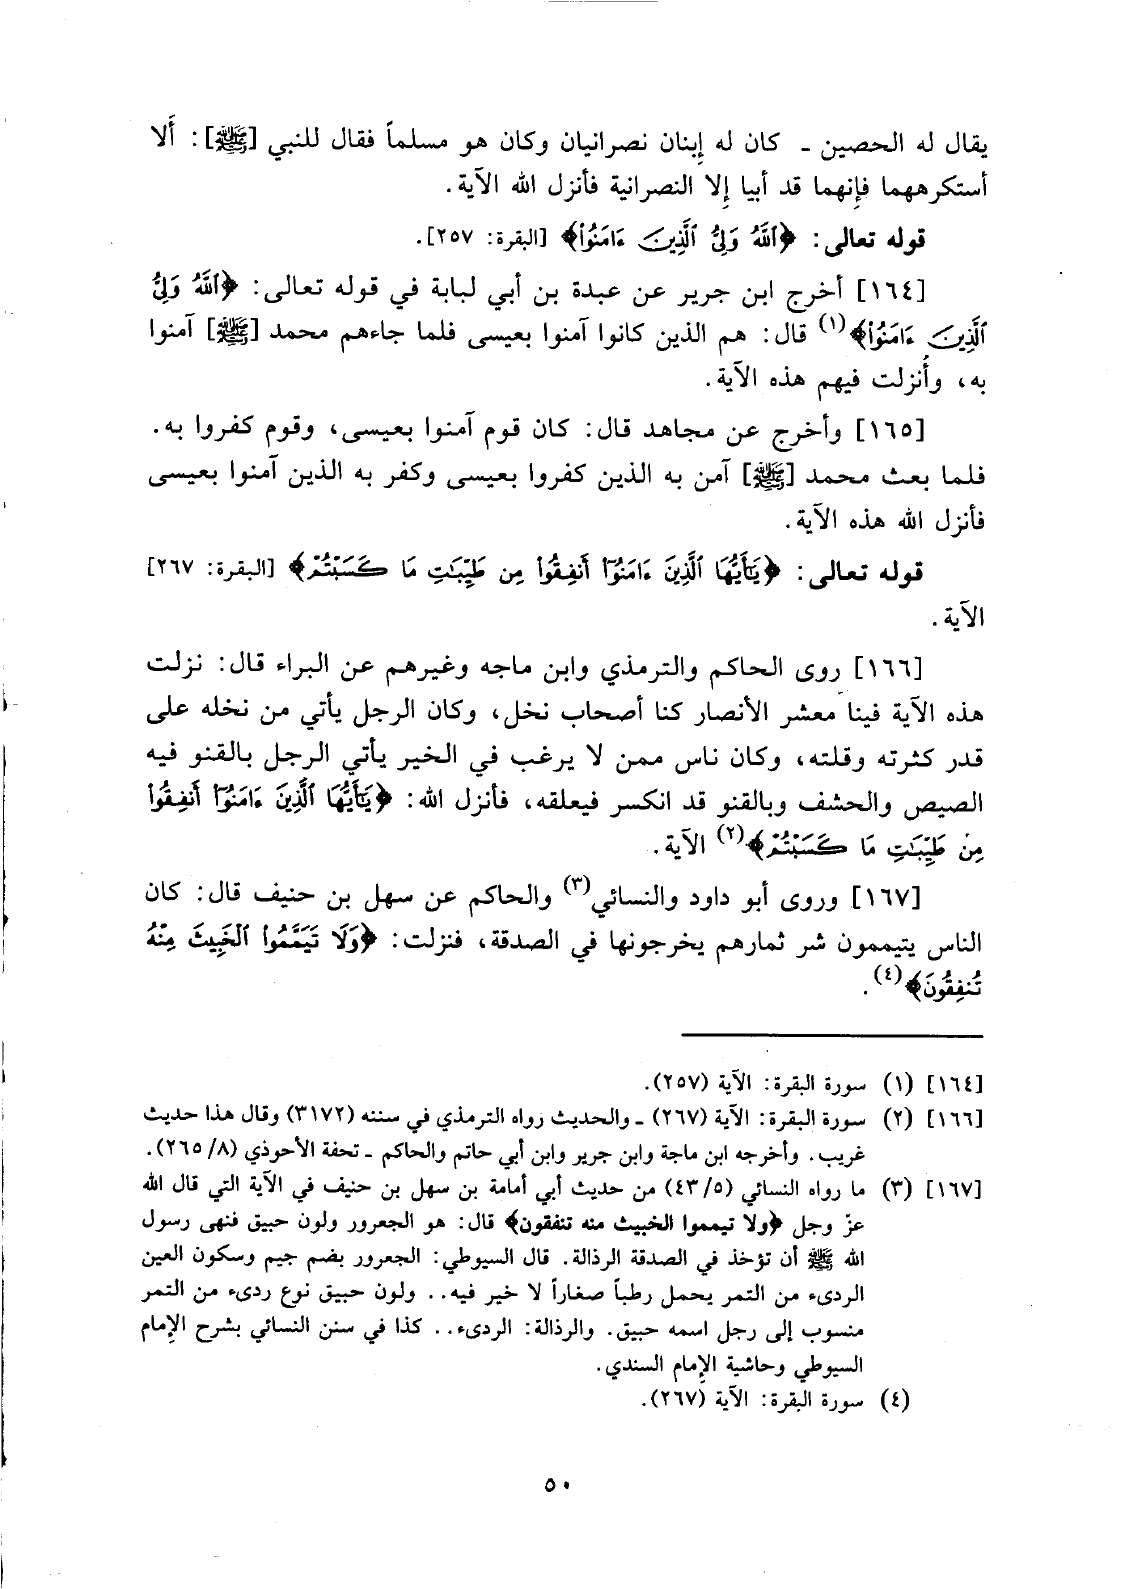 يقال له الحصين ـ كان له إبنان نصرانيان وكان هو مسلماً فقال للنبي [ﷺ]: أَلا
أستكرههما فإنهما قد أبيا إلا النصرانية فأنزل الله الآية.
قوله تعالى: ﴿ٱللَّهُ وَلِيُّ ٱلَّذِينَ ءَامَنُواْ﴾ [البقرة: ٢٥٧].
[١٦٤] أخرج ابن جرير عن عبدة بن أبي لبابة في قوله تعالى: ﴿ٱللَّهُ وَلِيُّ
ٱلَّذِينَ ءَامَنُواْ﴾(١) قال: هم الذين كانوا آمنوا بعيسى فلما جاءهم محمد [ﷺ] آمنوا
به، وأُنزلت فيهم هذه الآية.
[١٦٥] وأخرج عن مجاهد قال: كان قوم آمنوا بعيسى، وقوم كفروا به.
فلما بعث محمد [ﷺ] آمن به الذين كفروا بعيسى وكفر به الذين آمنوا بعيسى
فأنزل الله هذه الآية.
قوله تعالى: ﴿يَٰٓأَيُّهَا ٱلَّذِينَ ءَامَنُوٓاْ أَنفِقُواْ مِن طَيِّبَٰتِ مَا كَسَبْتُمْ﴾ [البقرة: ٢٦٧]
الآية.
[١٦٦] روى الحاكم والترمذي وابن ماجه وغيرهم عن البراء قال: نزلت
هذه الآية فينا معشر الأنصار كنا أصحاب نخل، وكان الرجل يأتي من نخله على
قدر كثرته وقلته، وكان ناس ممن لا يرغب في الخير يأتي الرجل بالقنو فيه
الصيص والحشف وبالقنو قد انكسر فيعلقه، فأنزل الله: ﴿يَٰٓأَيُّهَا ٱلَّذِينَ ءَامَنُوٓاْ أَنفِقُواْ
مِن طَيِّبَٰتِ مَا كَسَبْتُمْ﴾(٢) الآية.
[١٦٧] وروى أبو داود والنسائي(٣) والحاكم عن سهل بن حنيف قال: كان
الناس يتيممون شر ثمارهم يخرجونها في الصدقة، فنزلت: ﴿وَلَا تَيَمَّمُواْ ٱلْخَبِيثَ مِنْهُ
تُنفِقُونَ﴾(٤).
[١٦٤] (١) سورة البقرة: الآية (٢٥٧).
[١٦٦] (٢) سورة البقرة: الآية (٢٦٧) ـ والحديث رواه الترمذي في سننه (٣١٧٢) وقال هذا حديث
غريب. وأخرجه ابن ماجة وابن جرير وابن أبي حاتم والحاكم ـ تحفة الأحوذي (٨/ ٢٦٥).
[١٦٧] (٣) ما رواه النسائي (٥/ ٤٣) من حديث أبي أمامة بن سهل بن حنيف في الآية التي قال الله
عزّ وجل ﴿ولا تيمموا الخبيث منه تنفقون﴾ قال: هو الجعرور ولون حبيق فنهى رسول
الله ﷺ أن تؤخذ في الصدقة الرذالة. قال السيوطي: الجعرور بضم جيم وسكون العين
الردىء من التمر يحمل رطباً صغاراً لا خير فيه.. ولون حبيق نوع ردىء من التمر
منسوب إلى رجل اسمه حبيق. والرذالة: الردىء.. كذا في سنن النسائي بشرح الإمام
السيوطي وحاشية الإمام السندي.
(٤) سورة البقرة: الآية (٢٦٧).
٥٠